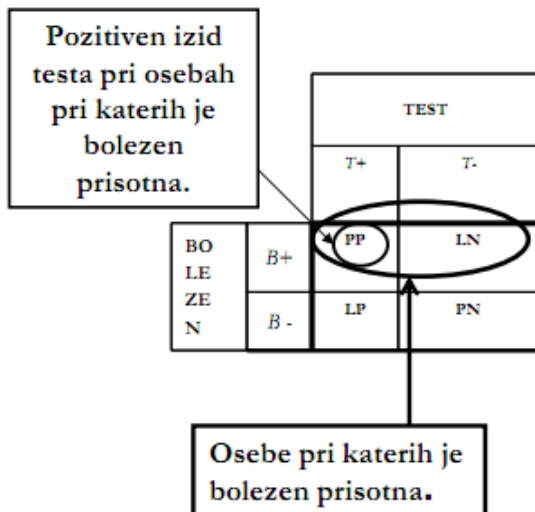 Pozitiven izid
testa pri osebah
pri katerih je
bolezen
prisotna.
TEST
T+ T-
BO
LE
ZE
N
B+ PP LN
B - LP PN
Osebe pri katerih je
bolezen prisotna.